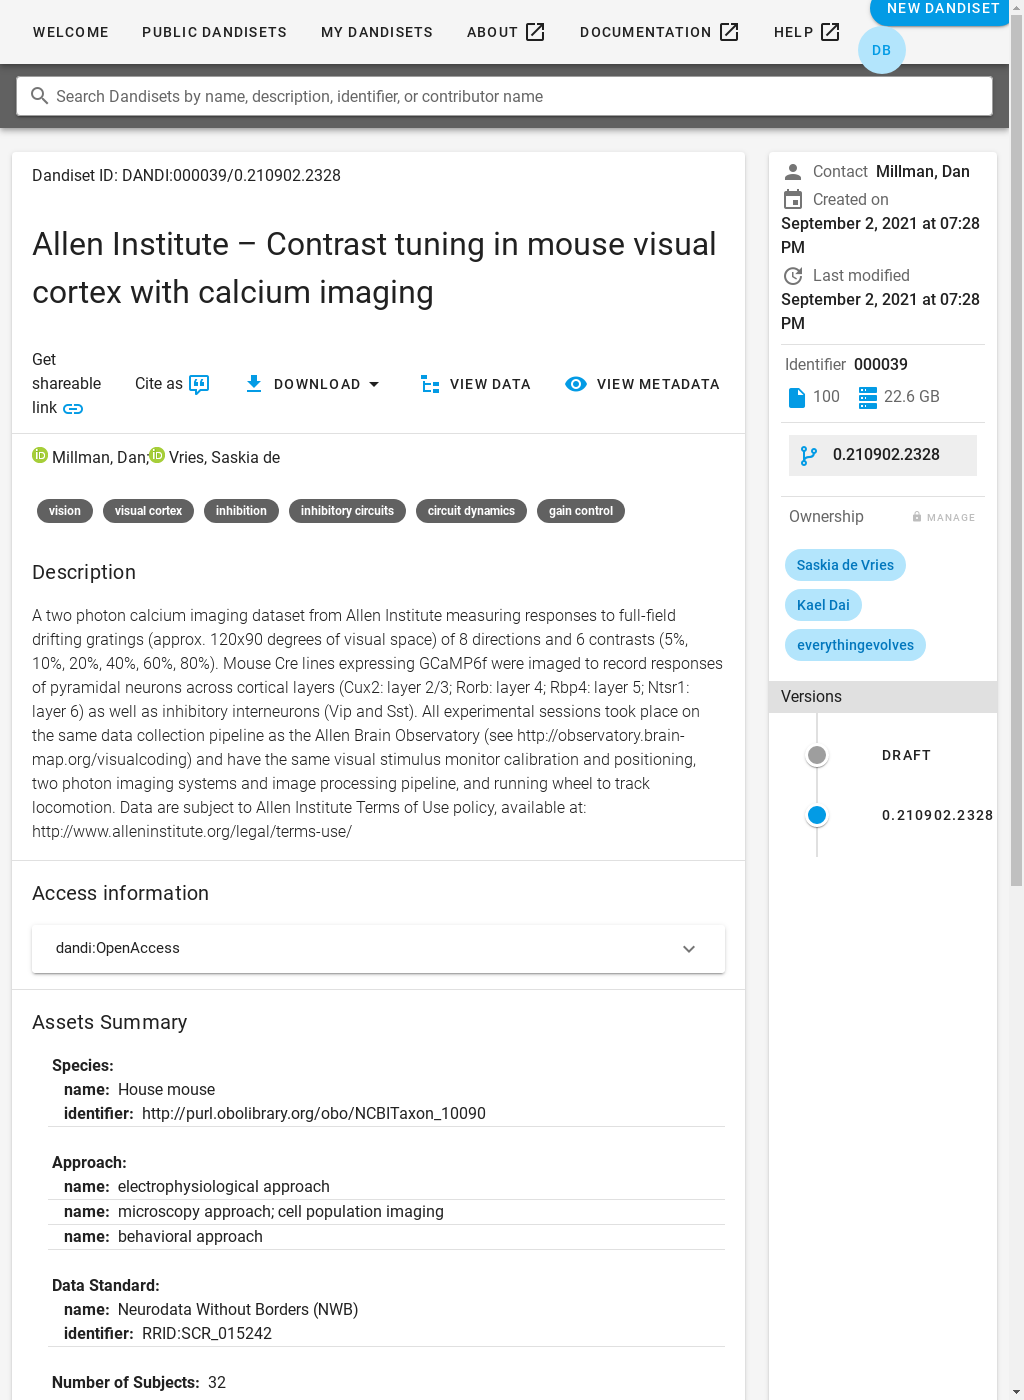 WELCOME
PUBLIC DANDISETS
MY DANDISETS
ABOUT
DOCUMENTATION
HELP
NEW DANDISET
DB
Search Dandisets by name, description, identifier, or contributor name
Dandiset ID: DANDI:000039/0.210902.2328
Allen Institute – Contrast tuning in mouse visual
cortex with calcium imaging
Get
shareable
link
Cite as
DOWNLOAD
VIEW DATA
VIEW METADATA
Millman, Dan; Vries, Saskia de
vision
visual cortex
inhibition
inhibitory circuits
circuit dynamics
gain control
Description
A two photon calcium imaging dataset from Allen Institute measuring responses to full-field
drifting gratings (approx. 120x90 degrees of visual space) of 8 directions and 6 contrasts (5%,
10%, 20%, 40%, 60%, 80%). Mouse Cre lines expressing GCaMP6f were imaged to record responses
of pyramidal neurons across cortical layers (Cux2: layer 2/3; Rorb: layer 4; Rbp4: layer 5; Ntsr1:
layer 6) as well as inhibitory interneurons (Vip and Sst). All experimental sessions took place on
the same data collection pipeline as the Allen Brain Observatory (see http://observatory.brain-
map.org/visualcoding) and have the same visual stimulus monitor calibration and positioning,
two photon imaging systems and image processing pipeline, and running wheel to track
locomotion. Data are subject to Allen Institute Terms of Use policy, available at:
http://www.alleninstitute.org/legal/terms-use/
Access information
dandi:OpenAccess
Assets Summary
Species:
name: House mouse
identifier: http://purl.obolibrary.org/obo/NCBITaxon_10090
Approach:
name: electrophysiological approach
name: microscopy approach; cell population imaging
name: behavioral approach
Data Standard:
name: Neurodata Without Borders (NWB)
identifier: RRID:SCR_015242
Number of Subjects: 32
Contact Millman, Dan
Created on
September 2, 2021 at 07:28
PM
Last modified
September 2, 2021 at 07:28
PM
Identifier 000039
100
22.6 GB
0.210902.2328
Ownership
MANAGE
Saskia de Vries
Kael Dai
everythingevolves
Versions
DRAFT
0.210902.2328